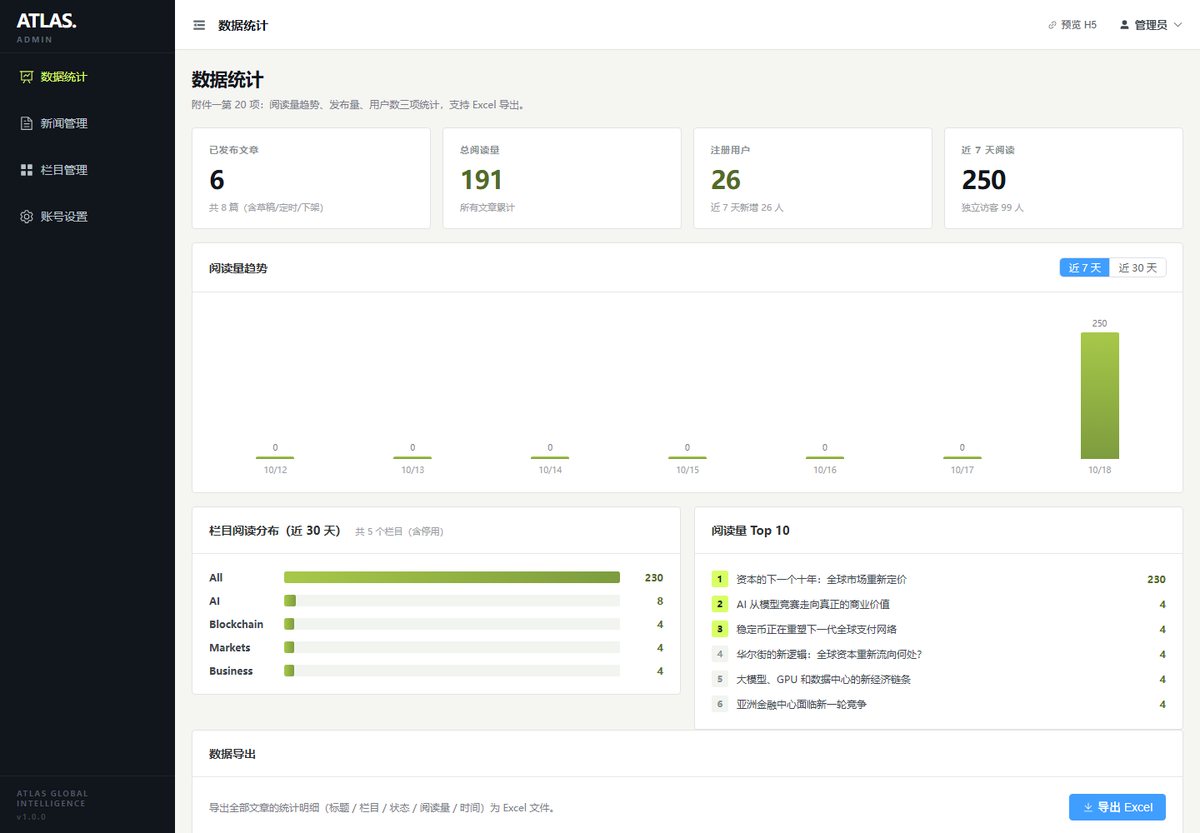 ATLAS.
ADMIN
数据统计
新闻管理
栏目管理
账号设置
ATLAS GLOBAL
INTELLIGENCE
v1.0.0
数据统计
预览 H5
管理员
数据统计
附件一第 20 项：阅读量趋势、发布量、用户数三项统计，支持 Excel 导出。
已发布文章
6
共 8 篇（含草稿/定时/下架）
总阅读量
191
所有文章累计
注册用户
26
近 7 天新增 26 人
近 7 天阅读
250
独立访客 99 人
阅读量趋势
近 7 天
近 30 天
0
0
0
0
0
0
250
10/12
10/13
10/14
10/15
10/16
10/17
10/18
栏目阅读分布（近 30 天） 共 5 个栏目（含停用）
All 230
AI 8
Blockchain 4
Markets 4
Business 4
阅读量 Top 10
1 资本的下一个十年：全球市场重新定价 230
2 AI 从模型竞赛走向真正的商业价值 4
3 稳定币正在重塑下一代全球支付网络 4
4 华尔街的新逻辑：全球资本重新流向何处？ 4
5 大模型、GPU 和数据中心的新经济链条 4
6 亚洲金融中心面临新一轮竞争 4
数据导出
导出全部文章的统计明细（标题 / 栏目 / 状态 / 阅读量 / 时间）为 Excel 文件。
导出 Excel